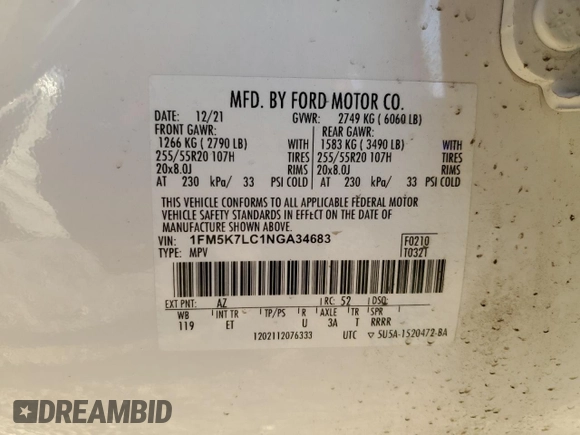 MFD. BY FORD MOTOR CO.
DATE: 12/21 GVWR: 2749 KG ( 6060 LB)
FRONT GAWR: REAR GAWR:
1266 KG ( 2790 LB) WITH 1583 KG ( 3490 LB) WITH
255/55R20 107H TIRES 255/55R20 107H TIRES
20x8.0J RIMS 20x8.0J RIMS
AT 230 kPa/ 33 PSI COLD AT 230 kPa/ 33 PSI COLD
THIS VEHICLE CONFORMS TO ALL APPLICABLE FEDERAL MOTOR
VEHICLE SAFETY STANDARDS IN EFFECT ON THE DATE OF
MANUFACTURE SHOWN ABOVE.
VIN: 1FM5K7LC1NGA34683 F0210
TYPE: MPV T032T
EXT PNT: AZ RC: 52 DSO:
WB INT TR TP/PS R AXLE TR SPR
119 ET U 3A T RRRR
1202112076333 UTC ▽ 5U5A-1520472-BA
DREAMBID